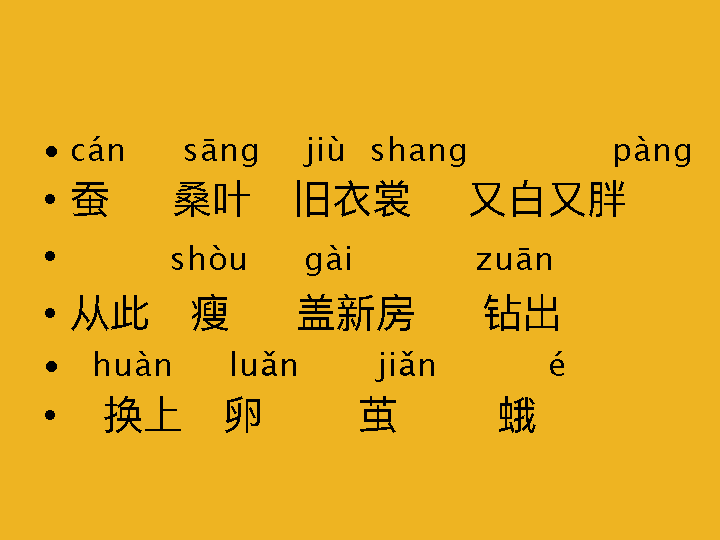 • cán sāng jiù shang pàng
• 蚕 桑叶 旧衣裳 又白又胖
• shòu gài zuān
• 从此 瘦 盖新房 钻出
• huàn luǎn jiǎn é
• 换上 卵 茧 蛾